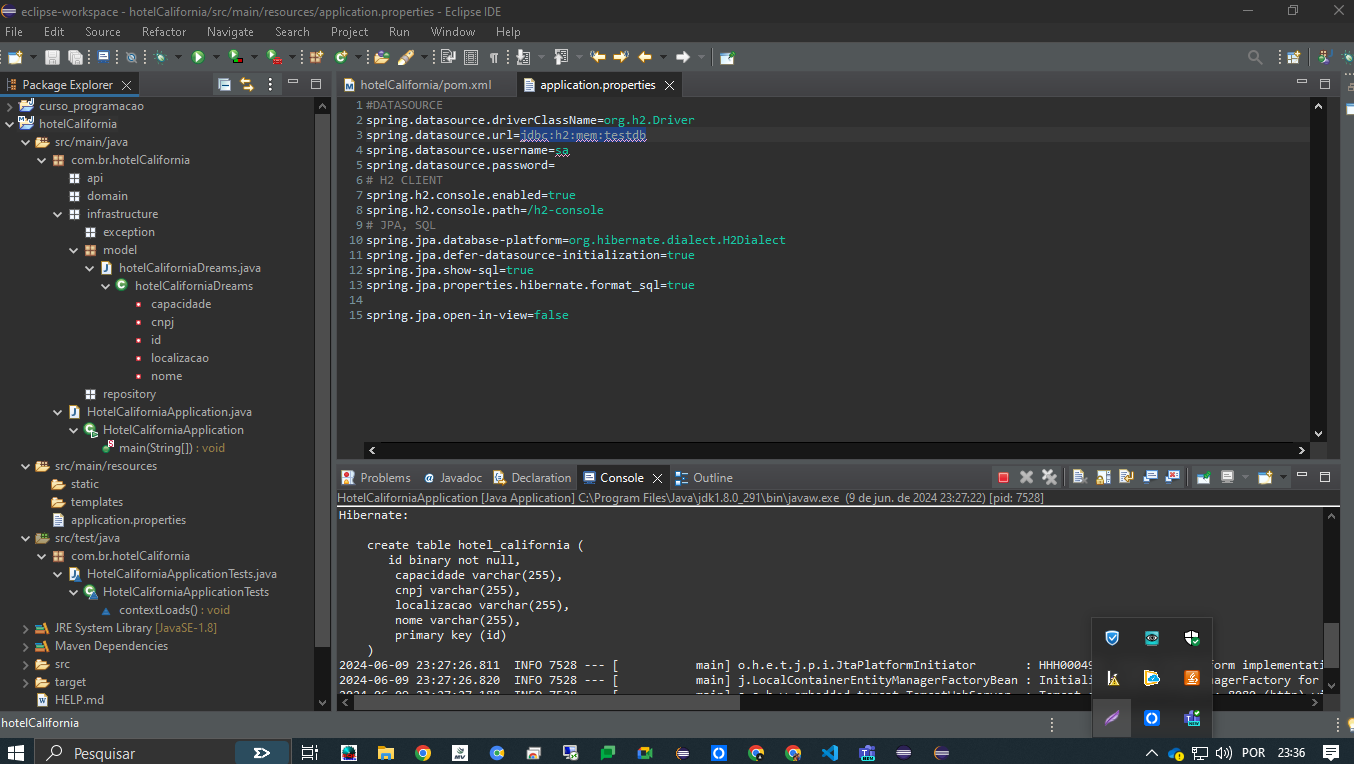 eclipse-workspace - hotelCalifornia/src/main/resources/application.properties - Eclipse IDE
File Edit Source Refactor Navigate Search Project Run Window Help
Package Explorer
curso_programacao
hotelCalifornia
src/main/java
com.br.hotelCalifornia
api
domain
infrastructure
exception
model
hotelCaliforniaDreams.java
hotelCaliforniaDreams
capacidade
cnpj
id
localizacao
nome
repository
HotelCaliforniaApplication.java
HotelCaliforniaApplication
main(String[]) : void
src/main/resources
static
templates
application.properties
src/test/java
com.br.hotelCalifornia
HotelCaliforniaApplicationTests.java
HotelCaliforniaApplicationTests
contextLoads() : void
JRE System Library [JavaSE-1.8]
Maven Dependencies
src
target
HELP.md
hotelCalifornia/pom.xml application.properties
1 #DATASOURCE
2 spring.datasource.driverClassName=org.h2.Driver
3 spring.datasource.url=jdbc:h2:mem:testdb
4 spring.datasource.username=sa
5 spring.datasource.password=
6 # H2 CLIENT
7 spring.h2.console.enabled=true
8 spring.h2.console.path=/h2-console
9 # JPA, SQL
10 spring.jpa.database-platform=org.hibernate.dialect.H2Dialect
11 spring.jpa.defer-datasource-initialization=true
12 spring.jpa.show-sql=true
13 spring.jpa.properties.hibernate.format_sql=true
14
15 spring.jpa.open-in-view=false
Problems Javadoc Declaration Console Outline
HotelCaliforniaApplication [Java Application] C:\Program Files\Java\jdk1.8.0_291\bin\javaw.exe (9 de jun. de 2024 23:27:22) [pid: 7528]
Hibernate:
create table hotel_california (
id binary not null,
capacidade varchar(255),
cnpj varchar(255),
localizacao varchar(255),
nome varchar(255),
primary key (id)
)
2024-06-09 23:27:26.811 INFO 7528 --- [ main] o.h.e.t.j.p.i.JtaPlatformInitiator : HHH00049 rm implementati
2024-06-09 23:27:26.820 INFO 7528 --- [ main] j.LocalContainerEntityManagerFactoryBean : Initiali agerFactory for
hotelCalifornia
Pesquisar
POR 23:36